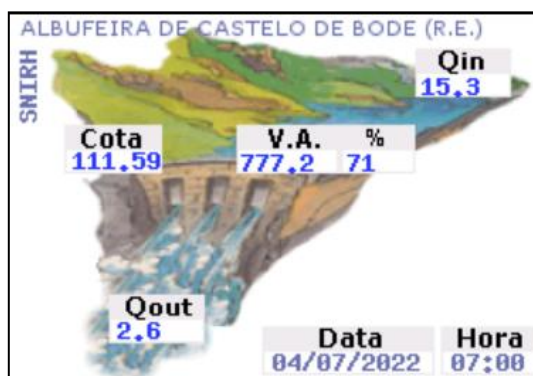 ALBUFEIRA DE CASTELO DE BODE (R.E.)
SNIRH
Qin
15.3
Cota
111.59
V.A. %
777.2 71
Qout
2.6
Data Hora
04/07/2022 07:00